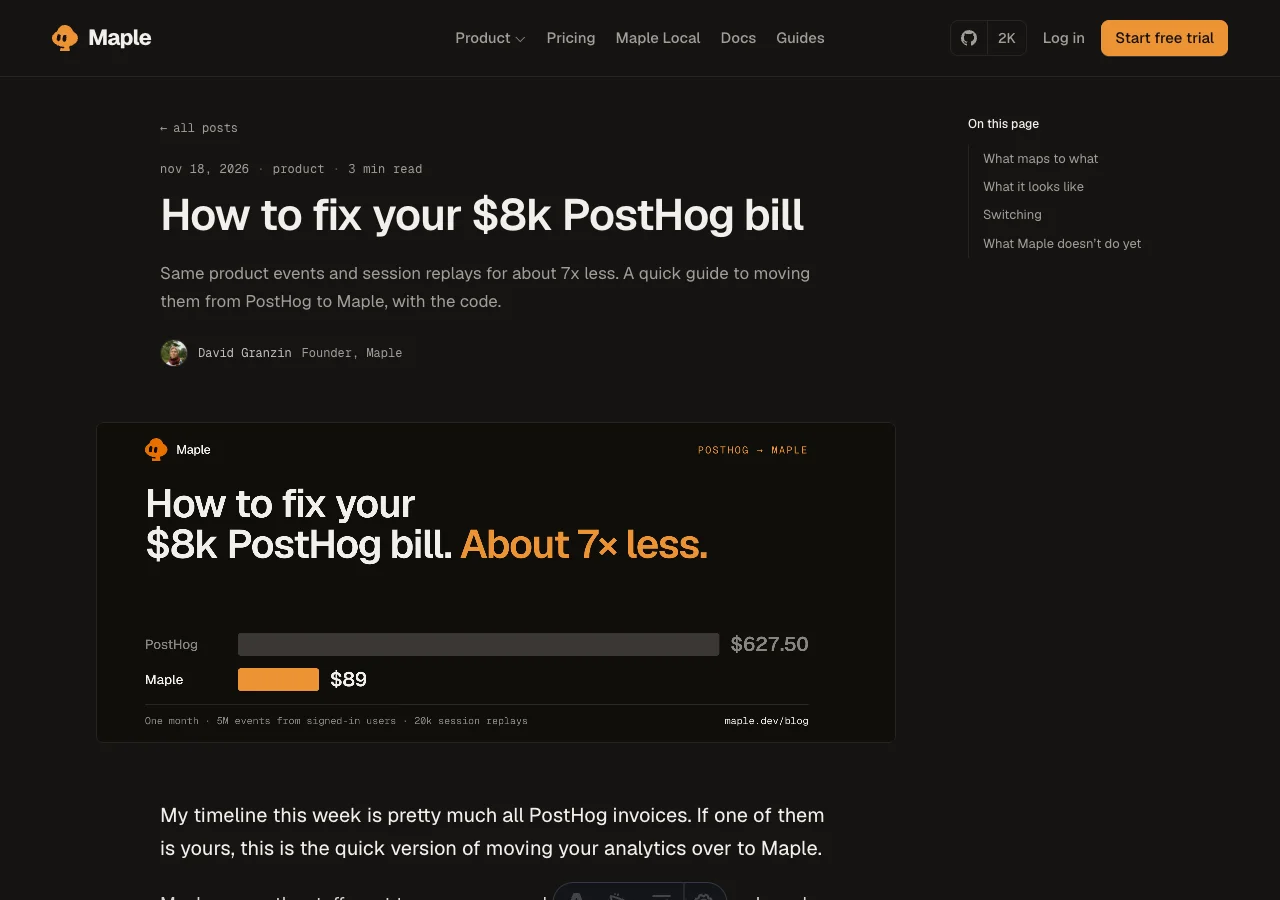 Maple
Product
Pricing
Maple Local
Docs
Guides
2K
Log in
Start free trial
← all posts
nov 18, 2026 · product · 3 min read
How to fix your $8k PostHog bill
Same product events and session replays for about 7x less. A quick guide to moving
them from PostHog to Maple, with the code.
David Granzin Founder, Maple
On this page
What maps to what
What it looks like
Switching
What Maple doesn't do yet
Maple
POSTHOG → MAPLE
How to fix your
$8k PostHog bill. About 7× less.
PostHog
$627.50
Maple
$89
One month · 5M events from signed-in users · 20k session replays
maple.dev/blog
My timeline this week is pretty much all PostHog invoices. If one of them
is yours, this is the quick version of moving your analytics over to Maple.